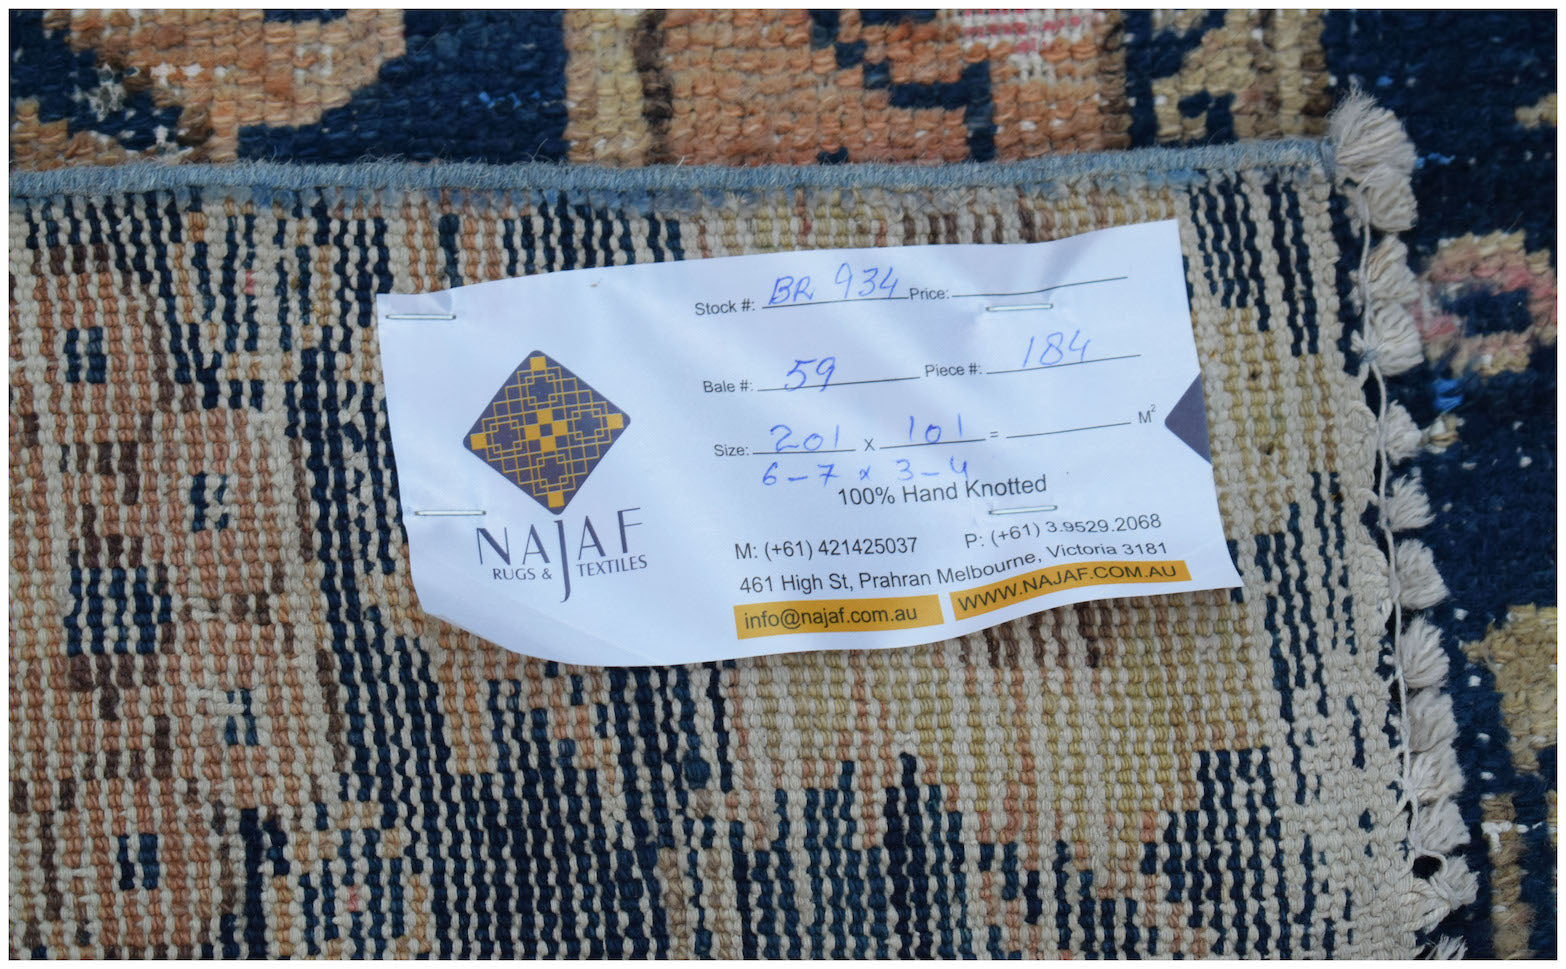 Stock #: BR 934 Price:
Bale #: 59 Piece #: 184
Size: 201 x 101 = M²
6-7 x 3-4
100% Hand Knotted
NAJAF
RUGS & TEXTILES
M: (+61) 421425037 P: (+61) 3.9529.2068
461 High St, Prahran Melbourne, Victoria 3181
info@najaf.com.au WWW.NAJAF.COM.AU